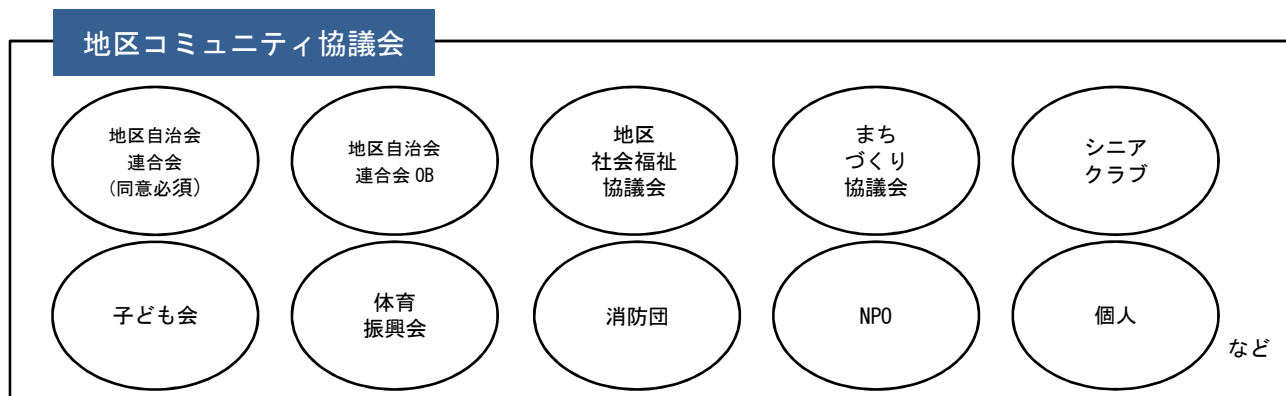 地区コミュニティ協議会
地区自治会
連合会
(同意必須)
地区自治会
連合会 OB
地区
社会福祉
協議会
まち
づくり
協議会
シニア
クラブ
子ども会
体育
振興会
消防団
NPO
個人
など